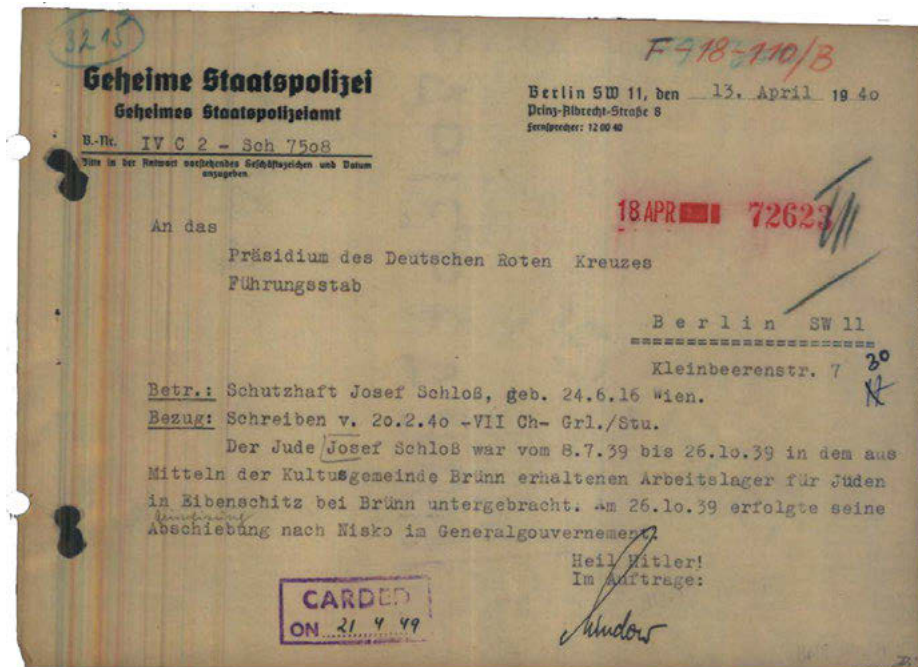 3215
F 418-110/B
Geheime Staatspolizei
Geheimes Staatspolizeiamt
Berlin SW 11, den 13. April 1940
Prinz-Albrecht-Straße 8
Fernsprecher: 12 00 40
B.-Nr. IV C 2 - Sch 7508
Bitte in der Antwort vorstehendes Geschäftszeichen und Datum
anzugeben.
18 APR 72623
An das
Präsidium des Deutschen Roten Kreuzes
Führungsstab
Berlin SW 11
Kleinbeerenstr. 7
30
Betr.: Schutzhaft Josef Schloß, geb. 24.6.16 Wien.
Bezug: Schreiben v. 20.2.40 -VII Ch- Grl./Stu.
Der Jude Josef Schloß war vom 8.7.39 bis 26.10.39 in dem aus
Mitteln der Kultusgemeinde Brünn erhaltenen Arbeitslager für Juden
in Eibenschitz bei Brünn untergebracht. Am 26.10.39 erfolgte seine
Abschiebung nach Nisko im Generalgouvernement.
Heil Hitler!
Im Auftrage:
CARDED
ON 21 4 49